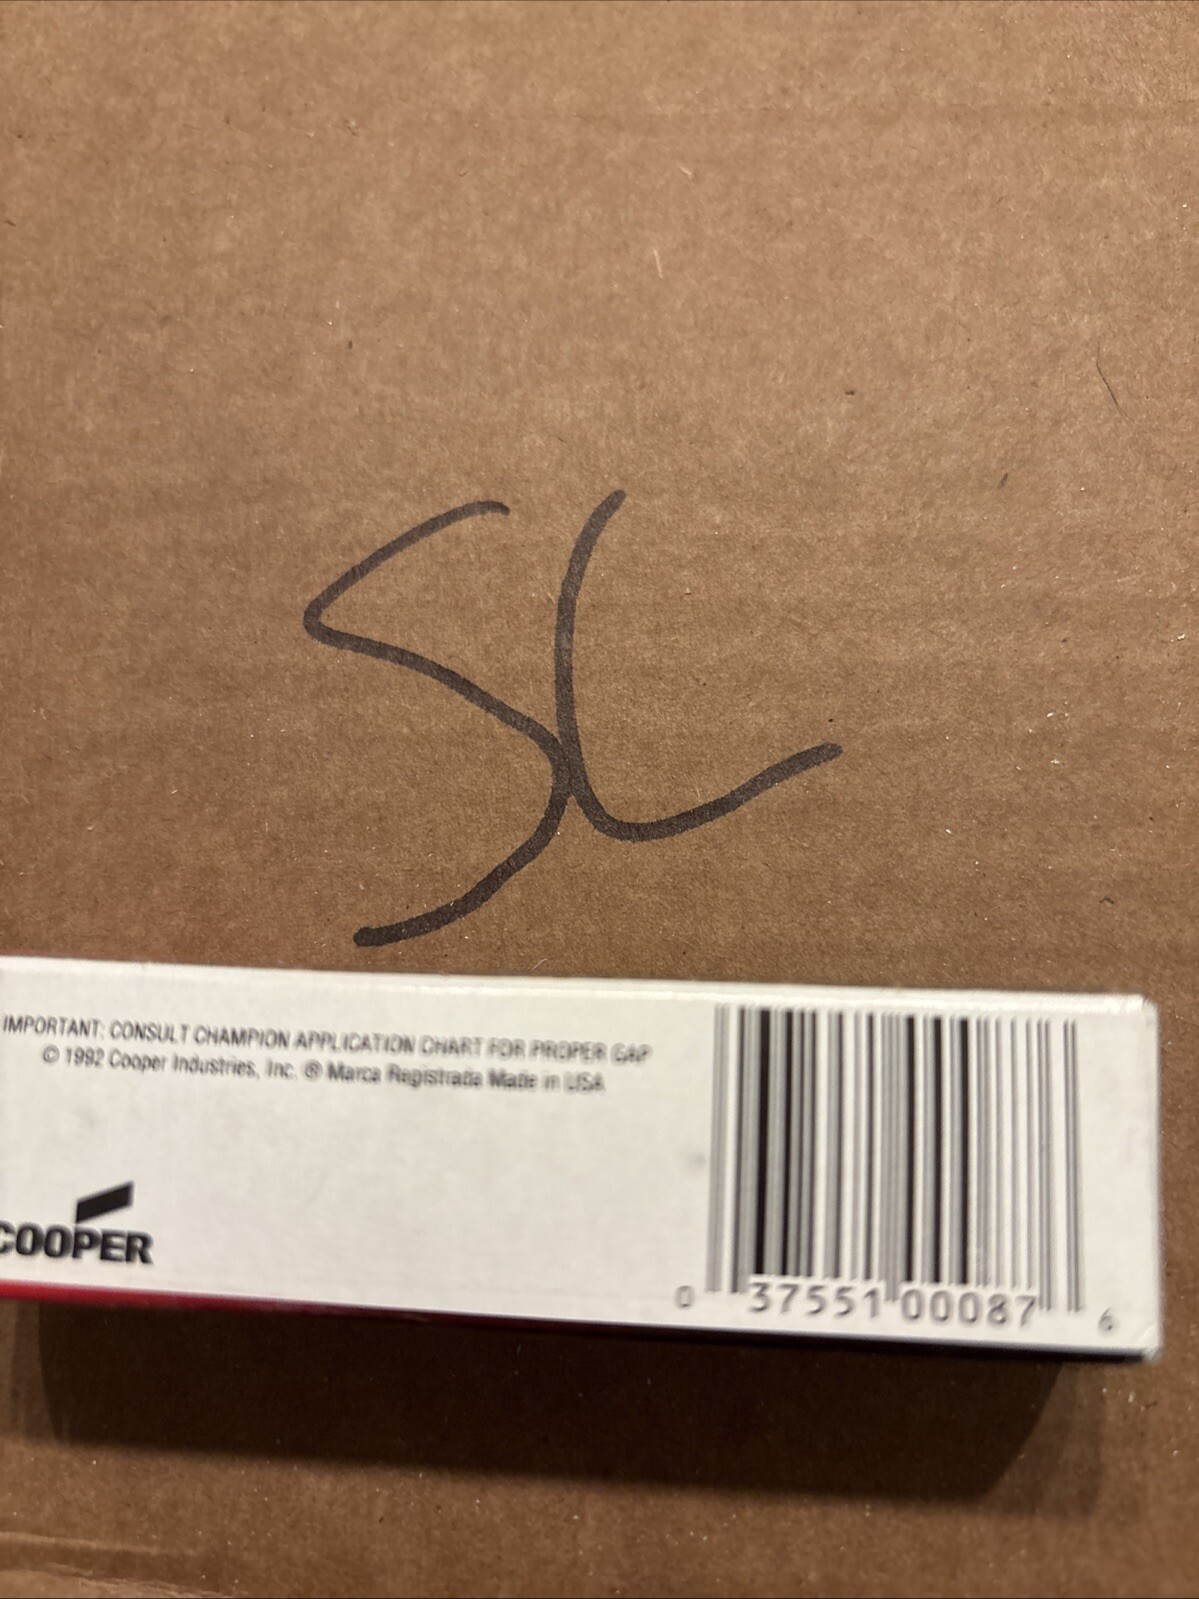 SL
IMPORTANT: CONSULT CHAMPION APPLICATION CHART FOR PROPER GAP
© 1992 Cooper Industries, Inc. ® Marca Registrada Made in USA
COOPER
0 37551 00087 6